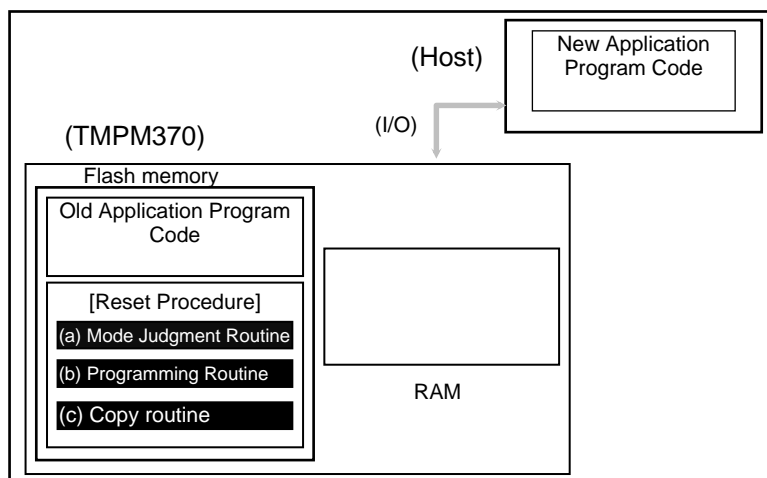 (Host)
New Application
Program Code
(I/O)
(TMPM370)
Flash memory
Old Application Program
Code
[Reset Procedure]
(a) Mode Judgment Routine
(b) Programming Routine
(c) Copy routine
RAM